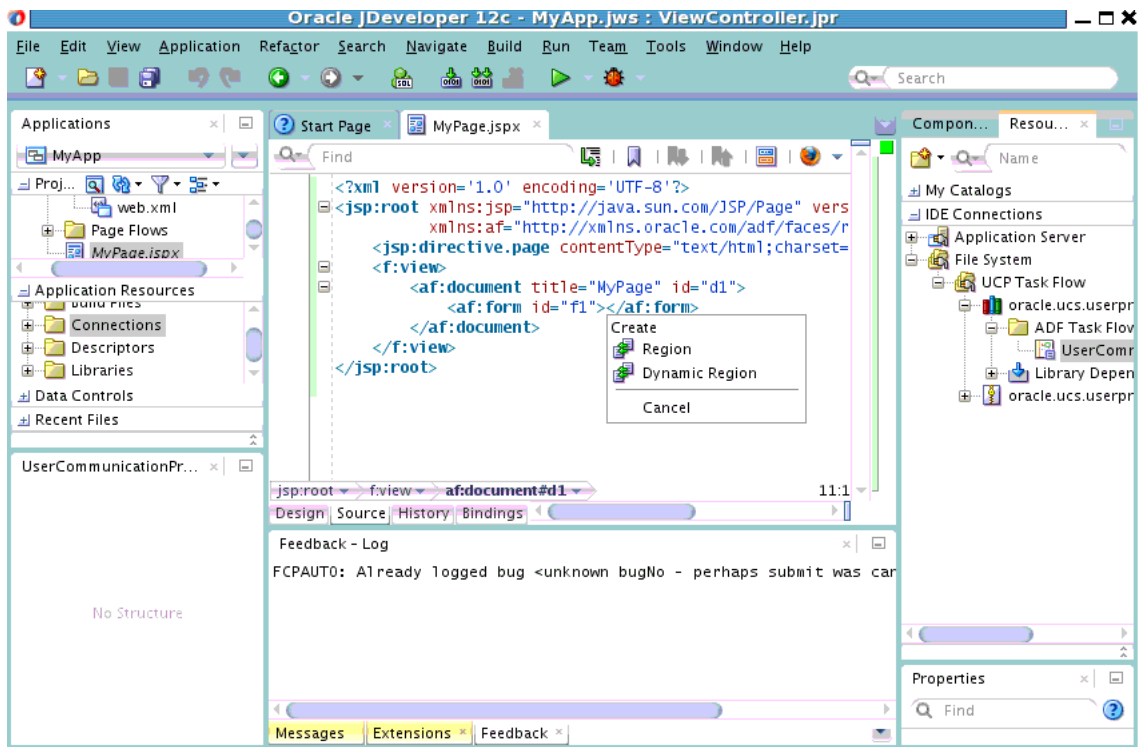 Oracle JDeveloper 12c - MyApp.jws : ViewController.jpr
File Edit View Application Refactor Search Navigate Build Run Team Tools Window Help
Search
Applications
MyApp
Proj...
web.xml
Page Flows
MyPage.jspx
Application Resources
Build Files
Connections
Descriptors
Libraries
Data Controls
Recent Files
UserCommunicationPr...
No Structure
Start Page
MyPage.jspx
Find
<?xml version='1.0' encoding='UTF-8'?>
<jsp:root xmlns:jsp="http://java.sun.com/JSP/Page" vers
xmlns:af="http://xmlns.oracle.com/adf/faces/r
<jsp:directive.page contentType="text/html;charset=
<f:view>
<af:document title="MyPage" id="d1">
<af:form id="f1"></af:form>
</af:document>
</f:view>
</jsp:root>
Create
Region
Dynamic Region
Cancel
jsp:root f:view af:document#d1 11:1
Design Source History Bindings
Feedback - Log
FCPAUTO: Already logged bug <unknown bugNo - perhaps submit was car
Messages Extensions Feedback
Compon... Resou...
Name
My Catalogs
IDE Connections
Application Server
File System
UCP Task Flow
oracle.ucs.userpr
ADF Task Flov
UserComr
Library Depen
oracle.ucs.userpr
Properties
Find